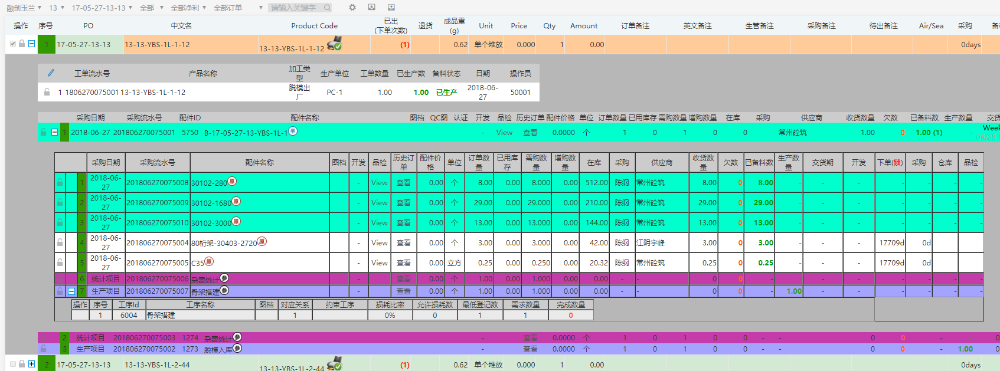 融创玉兰 13 17-05-27-13-13 全部 全部净利 全部订单 请输入关键字
操作 序号 PO 中文名 Product Code 已出(下单次数) 退货 成品重(g) Unit Price Qty Amount 订单备注 英文备注 生管备注 采购备注 待出备注 Air/Sea 采购
1 17-05-27-13-13 13-13-YBS-1L-1-12 13-13-YBS-1L-1-12 (1) 0.62 单个堆放 0.000 1 0.00 0days
工单流水号 产品名称 加工类型 生产单位 工单数量 已生产数 备料状态 日期 操作员
1 1806270075001 13-13-YBS-1L-1-12 脱模出厂 PC-1 1.00 1.00 已生产 2018-06-27 50001
采购日期 采购流水号 配件ID 配件名称 图档 QC图 认证 开发 品检 历史订单 配件价格 单位 订单数量 已用库存 需购数量 增购数量 在库 采购 供应商 收货数量 欠数 已备料数 生产数量
1 2018-06-27 201806270075001 5750 B-17-05-27-13-YBS-1L-1 半 - View 查看 0.0000 个 1 0 1 0 0 常州砼筑 1.00 0 1.00 (1) - Week
采购日期 采购流水号 配件名称 图档 开发 品检 历史订单 配件价格 单位 订单数量 已用库存 需购数量 增购数量 在库 采购 供应商 收货数量 欠数 已备料数 生产数量 交货期 开发 下单(锁) 采购 仓库 品检
1 2018-06-27 201806270075008 30102-280 原 - View 查看 0.00 个 8.00 0.00 8.000 0.00 512.00 陈纲 常州砼筑 8.00 0 8.00 - - - - - - -
2 2018-06-27 201806270075009 30102-1680 原 - View 查看 0.00 个 29.00 0.00 29.000 0.00 210.00 陈纲 常州砼筑 29.00 0 29.00 - - - - - - -
3 2018-06-27 201806270075010 30102-3000 原 - View 查看 0.00 个 13.00 0.00 13.000 0.00 144.00 陈纲 常州砼筑 13.00 0 13.00 - - - - - - -
4 2018-06-27 201806270075004 80桁架-30403-2720 原 - View 查看 0.00 个 3.00 0.00 3.000 0.00 42.00 陈纲 江阴宇峰 3.00 0 3.00 - - - 17709d 0d
5 2018-06-27 201806270075005 C35 原 - View 查看 0.00 立方 0.25 0.00 0.250 0.00 20.32 陈纲 常州砼筑 0.25 0 0.25 - - - 17709d 0d
6 统计项目 201806270075006 杂费统计 - 查看 0.00 个 1.00 0.00 1.000 0.00 0.00 - - 0 0 - - - - - - - -
7 生产项目 201806270075007 骨架搭建 - 查看 0.00 个 1.00 0.00 1.000 0.00 0.00 - - 0 0 - 1.00 - - - - - -
操作 序号 工序Id 工序名称 图档 对应关系 约束工序 损耗比率 允许损耗数 最低登记数 需求数量 完成数量
1 6004 骨架搭建 1 0% 0 1 1 0
2 统计项目 201806270075003 1274 杂费统计 - 查看 0.0000 个 1 0 1 0 0 - - 0 0 - 0
3 生产项目 201806270075002 1273 脱模入库 - 查看 0.0000 个 1 0 1 0 0 - - 0 0 - 1.00 0
2 17-05-27-13-13 13-13-YBS-1L-2-44 13-13-YBS-1L-2-44 (1) 0.62 单个堆放 0.000 1 0.00 0days